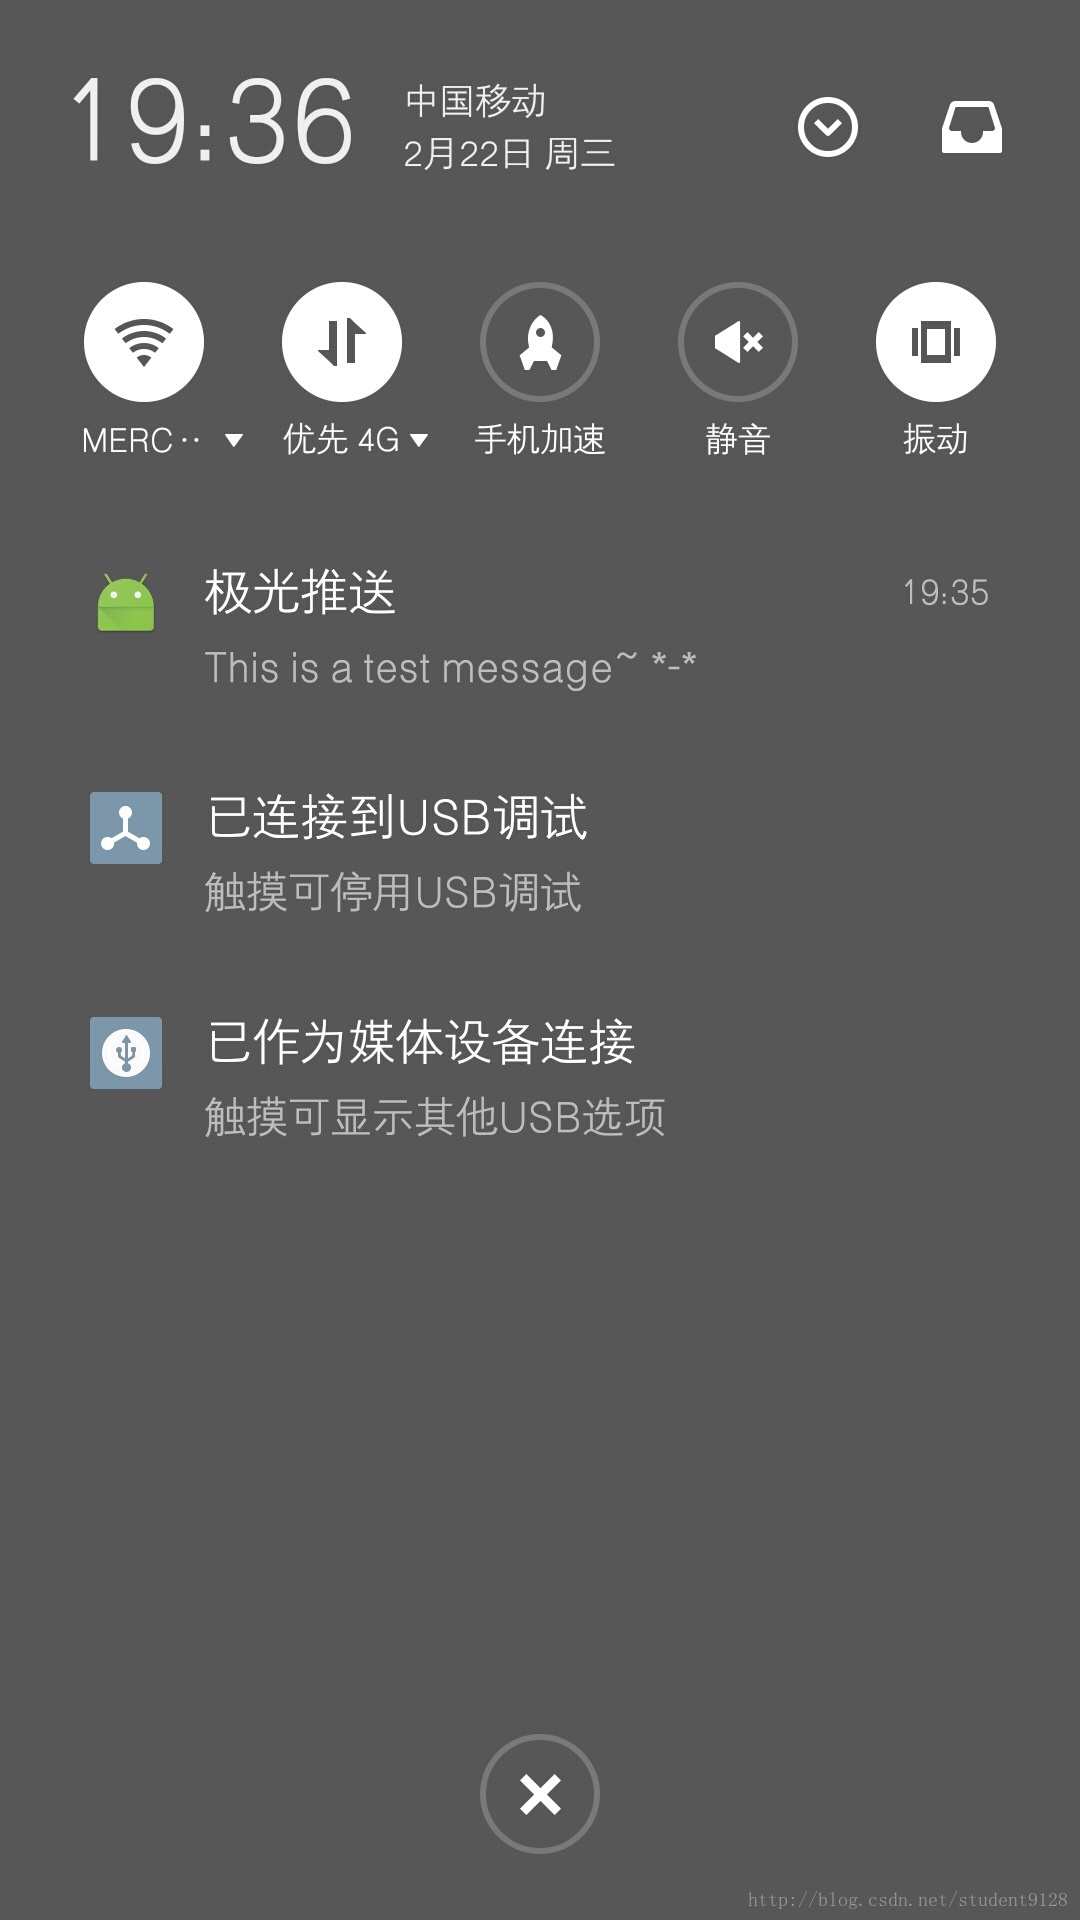 19:36
中国移动
2月22日 周三
MERC··
优先 4G
手机加速
静音
振动
极光推送
19:35
This is a test message~ *-*
已连接到USB调试
触摸可停用USB调试
已作为媒体设备连接
触摸可显示其他USB选项
http://blog.csdn.net/student9128